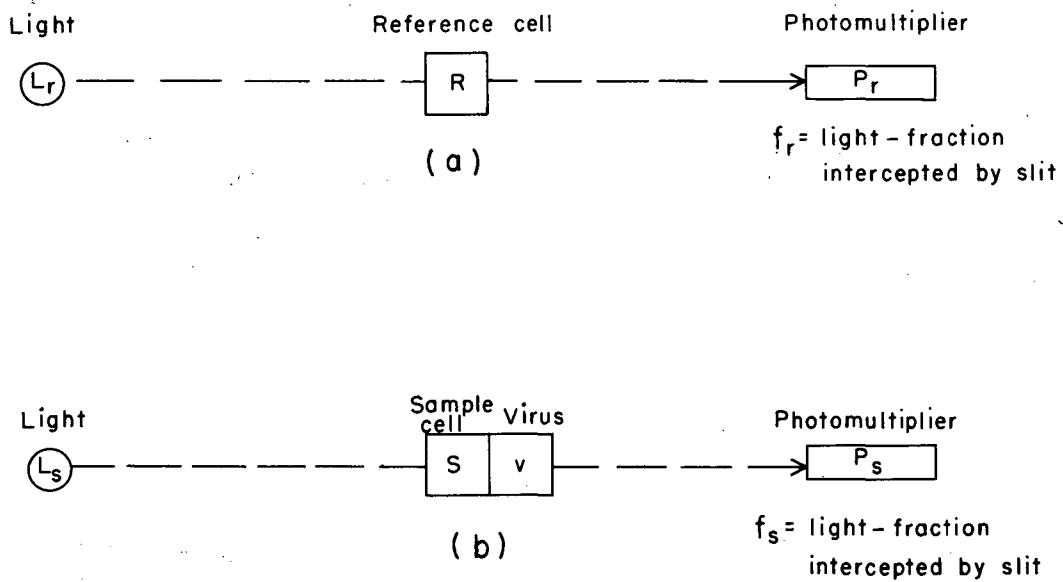 Light Reference cell Photomultiplier
L_r R P_r
f_r = light - fraction
intercepted by slit
(a)
Light Sample cell Virus Photomultiplier
L_s S v P_s
f_s = light - fraction
intercepted by slit
(b)